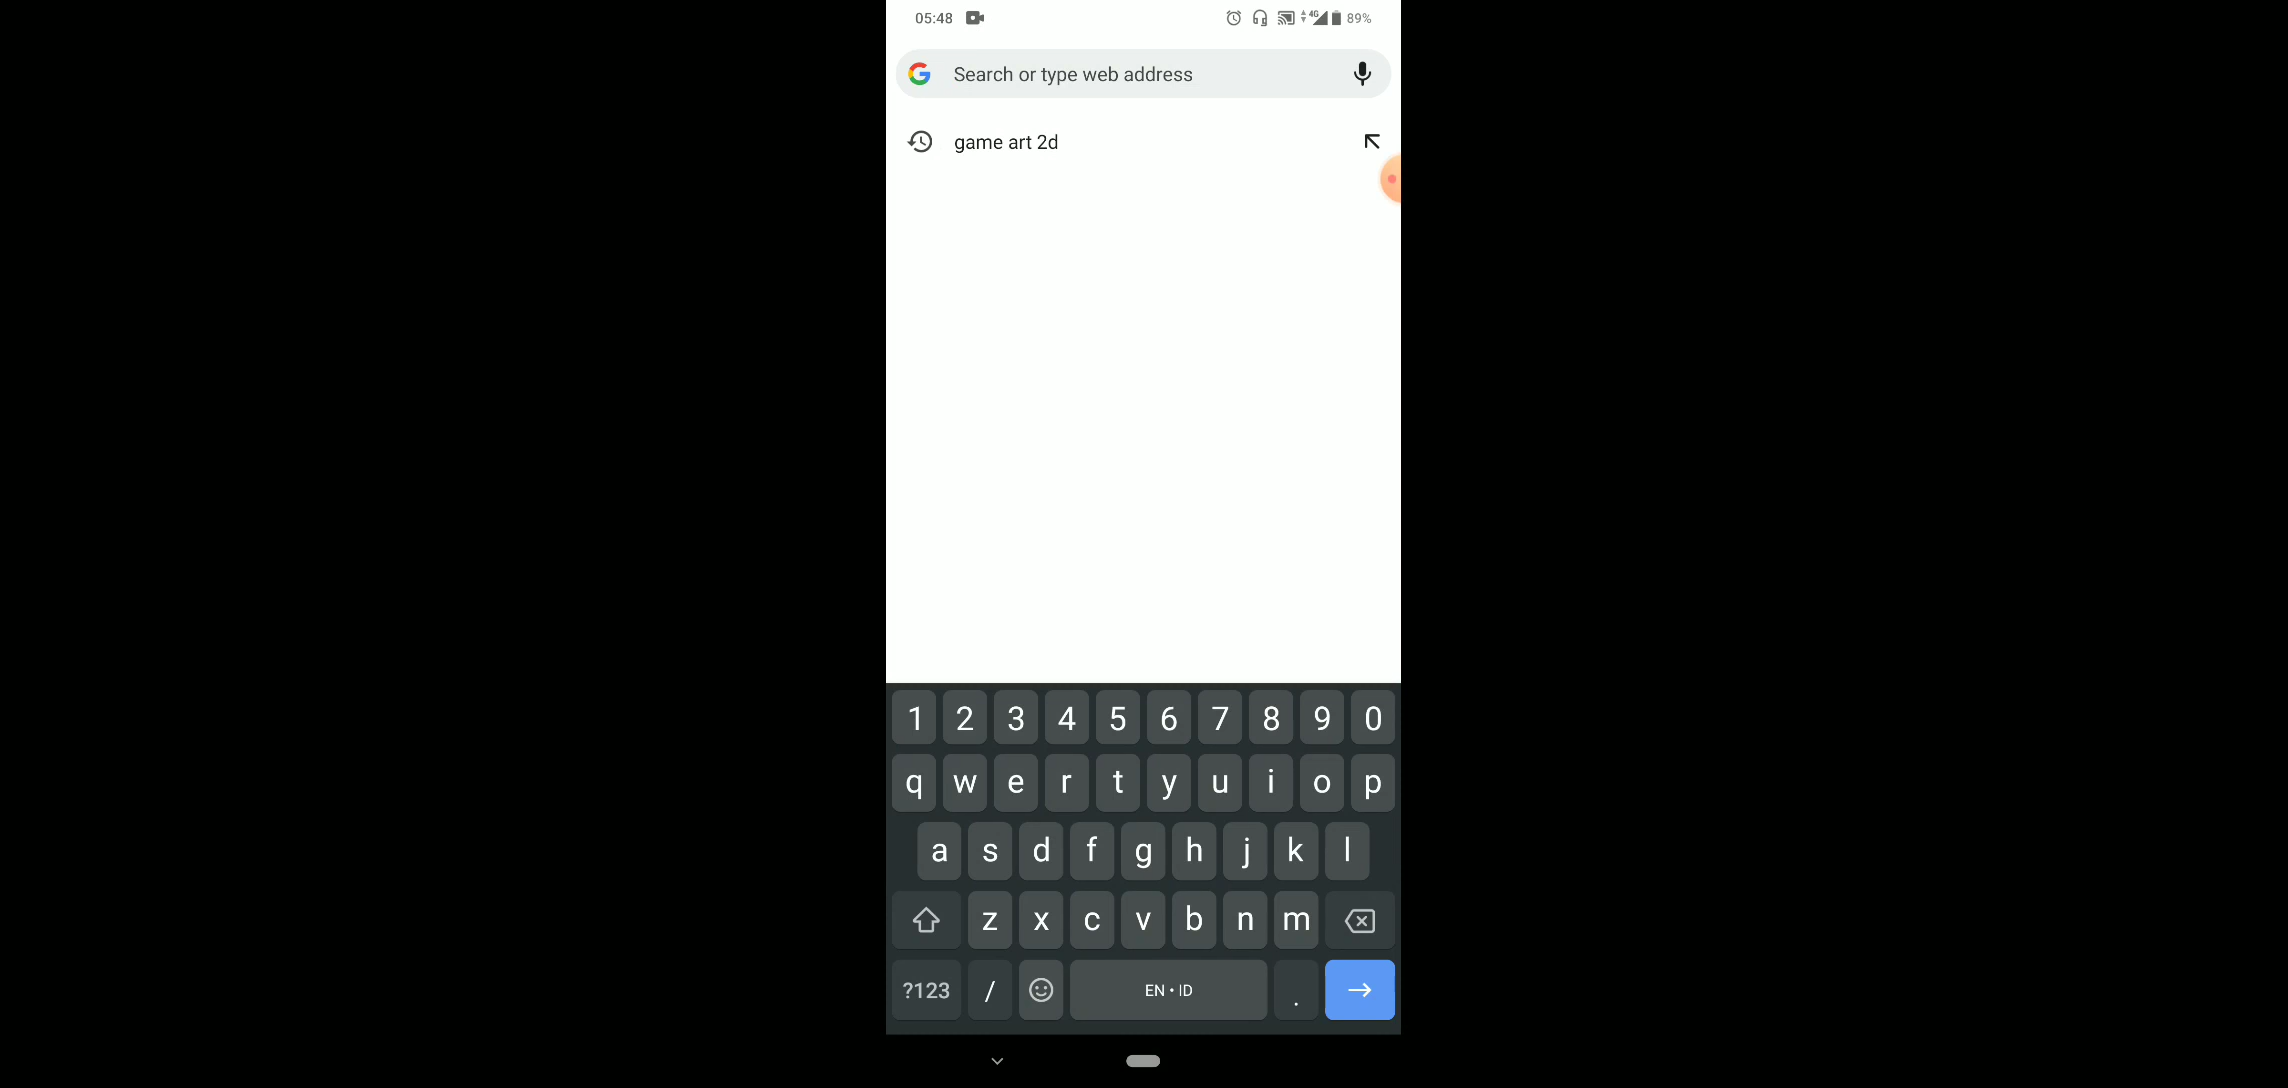 05:48 4G 89%
Search or type web address
game art 2d
1 2 3 4 5 6 7 8 9 0
q w e r t y u i o p
a s d f g h j k l
z x c v b n m
?123 / EN • ID .